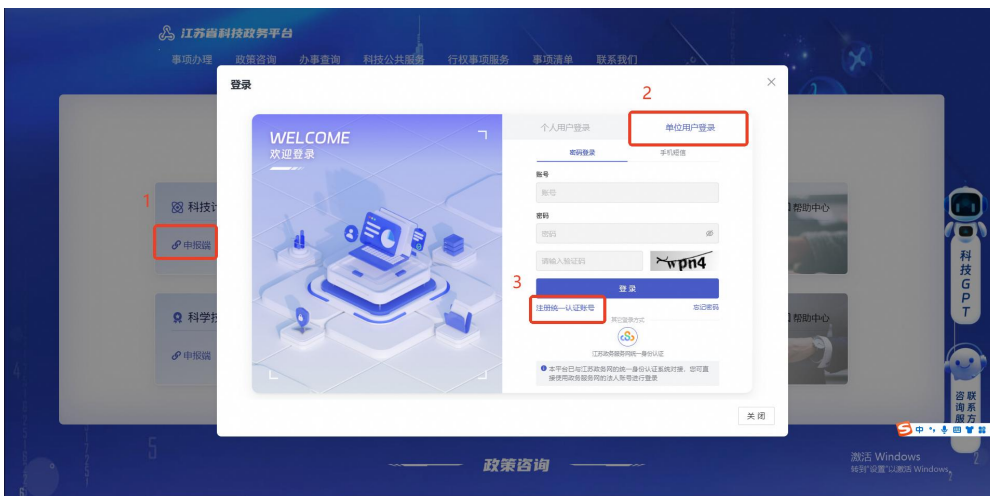 江苏省科技政务平台
事项办理 政策咨询 办事查询 科技公共服务 行权事项服务 事项清单 联系我们
登录
2
WELCOME
欢迎登录
个人用户登录 单位用户登录
密码登录 手机短信
账号
账号
密码
密码
请输入验证码 wpn4
登 录
3
注册统一认证账号 忘记密码
其它登录方式
江苏政务服务网统一身份认证
本平台已与江苏政务网的统一身份认证系统对接，您可直
接使用政务服务网的法人账号进行登录
关 闭
1
科技计
申报端
帮助中心
科学技
申报端
帮助中心
科技GPT
联系方
咨询服
中
政策咨询
激活 Windows
转到"设置"以激活 Windows。